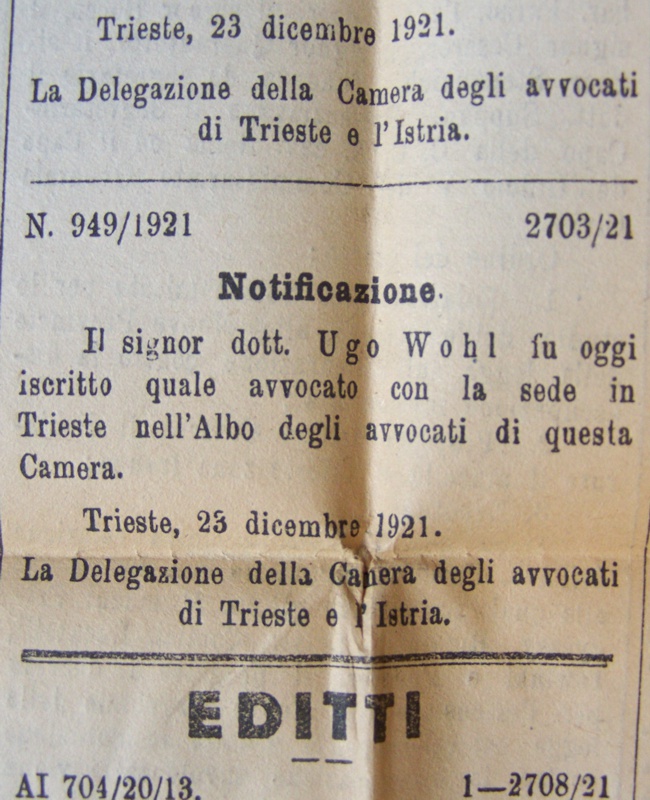 Trieste, 23 dicembre 1921.
La Delegazione della Camera degli avvocati
di Trieste e l'Istria.
N. 949/1921 2703/21
Notificazione.
Il signor dott. Ugo Wohl fu oggi
iscritto quale avvocato con la sede in
Trieste nell'Albo degli avvocati di questa
Camera.
Trieste, 23 dicembre 1921.
La Delegazione della Camera degli avvocati
di Trieste e l'Istria.
EDITTI
AI 704/20/13. 1—2708/21